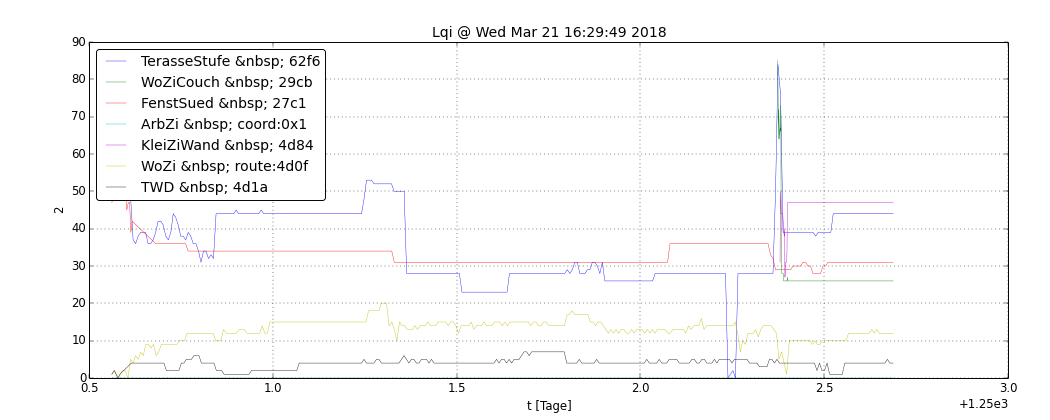 Lqi @ Wed Mar 21 16:29:49 2018
90
80
70
60
50
40
30
20
10
0
2
TerasseStufe &nbsp; 62f6
WoZiCouch &nbsp; 29cb
FenstSued &nbsp; 27c1
ArbZi &nbsp; coord:0x1
KleiZiWand &nbsp; 4d84
WoZi &nbsp; route:4d0f
TWD &nbsp; 4d1a
0.5 1.0 1.5 2.0 2.5 3.0
t [Tage]
+1.25e3